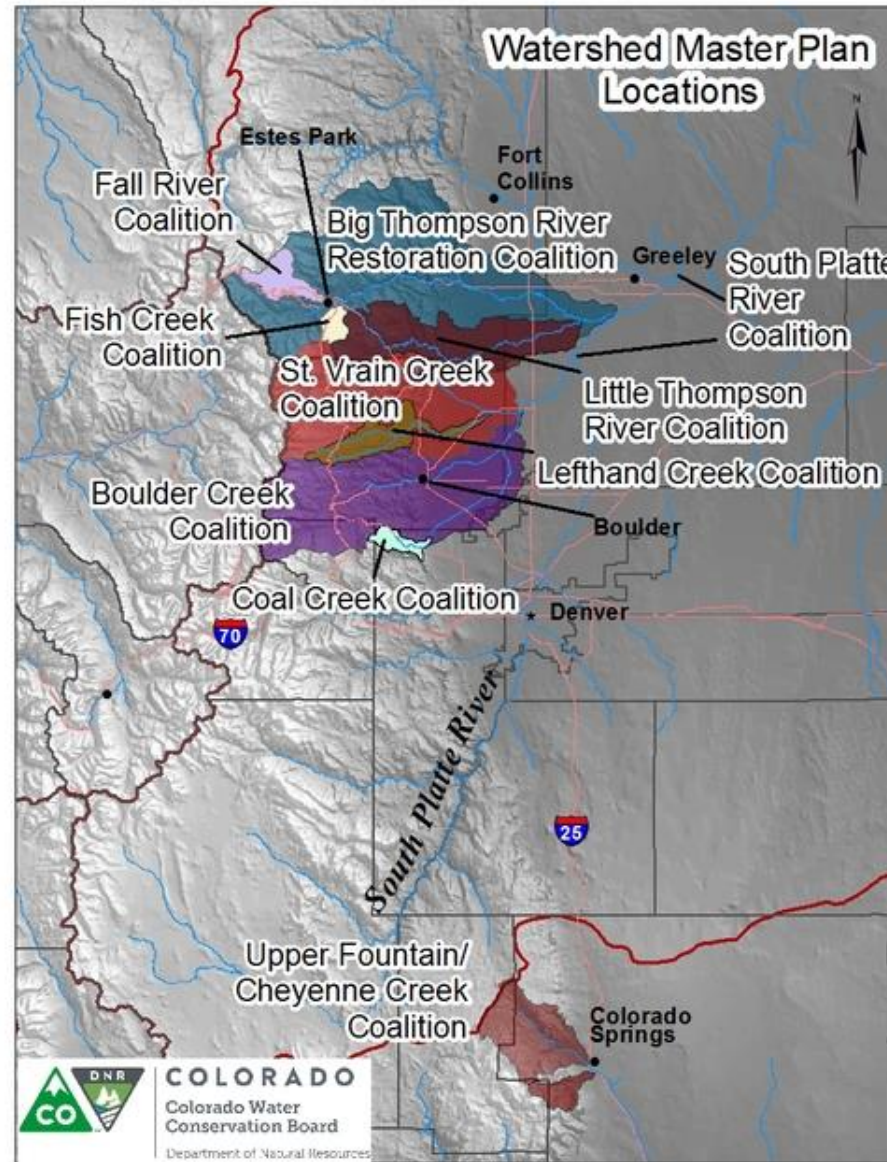 Watershed Master Plan
Locations
N
Estes Park
Fort
Collins
Fall River
Coalition
Big Thompson River
Restoration Coalition
Greeley
South Platte
River
Coalition
Fish Creek
Coalition
St. Vrain Creek
Coalition
Little Thompson
River Coalition
Lefthand Creek Coalition
Boulder Creek
Coalition
Boulder
Coal Creek Coalition
Denver
70
South Platte River
25
Upper Fountain/
Cheyenne Creek
Coalition
Colorado
Springs
CO
DNR
COLORADO
Colorado Water
Conservation Board
Department of Natural Resources